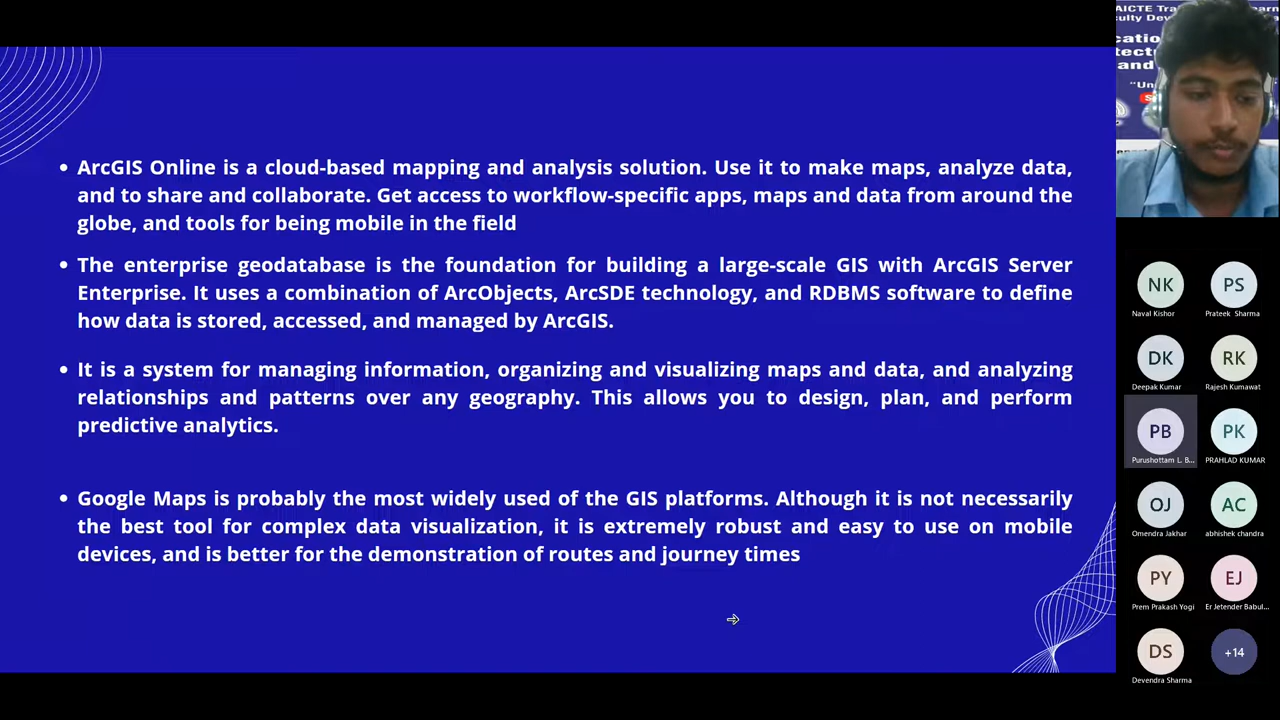 • ArcGIS Online is a cloud-based mapping and analysis solution. Use it to make maps, analyze data,
and to share and collaborate. Get access to workflow-specific apps, maps and data from around the
globe, and tools for being mobile in the field
• The enterprise geodatabase is the foundation for building a large-scale GIS with ArcGIS Server
Enterprise. It uses a combination of ArcObjects, ArcSDE technology, and RDBMS software to define
how data is stored, accessed, and managed by ArcGIS.
• It is a system for managing information, organizing and visualizing maps and data, and analyzing
relationships and patterns over any geography. This allows you to design, plan, and perform
predictive analytics.
• Google Maps is probably the most widely used of the GIS platforms. Although it is not necessarily
the best tool for complex data visualization, it is extremely robust and easy to use on mobile
devices, and is better for the demonstration of routes and journey times
AICTE
and
NK
Naval Kishor
PS
Prateek Sharma
DK
Deepak Kumar
RK
Rajesh Kumawat
PB
Purushottam L. B...
PK
PRAHLAD KUMAR
OJ
Omendra Jakhar
AC
abhishek chandra
PY
Prem Prakash Yogi
EJ
Er Jetender Babul...
DS
Devendra Sharma
+14